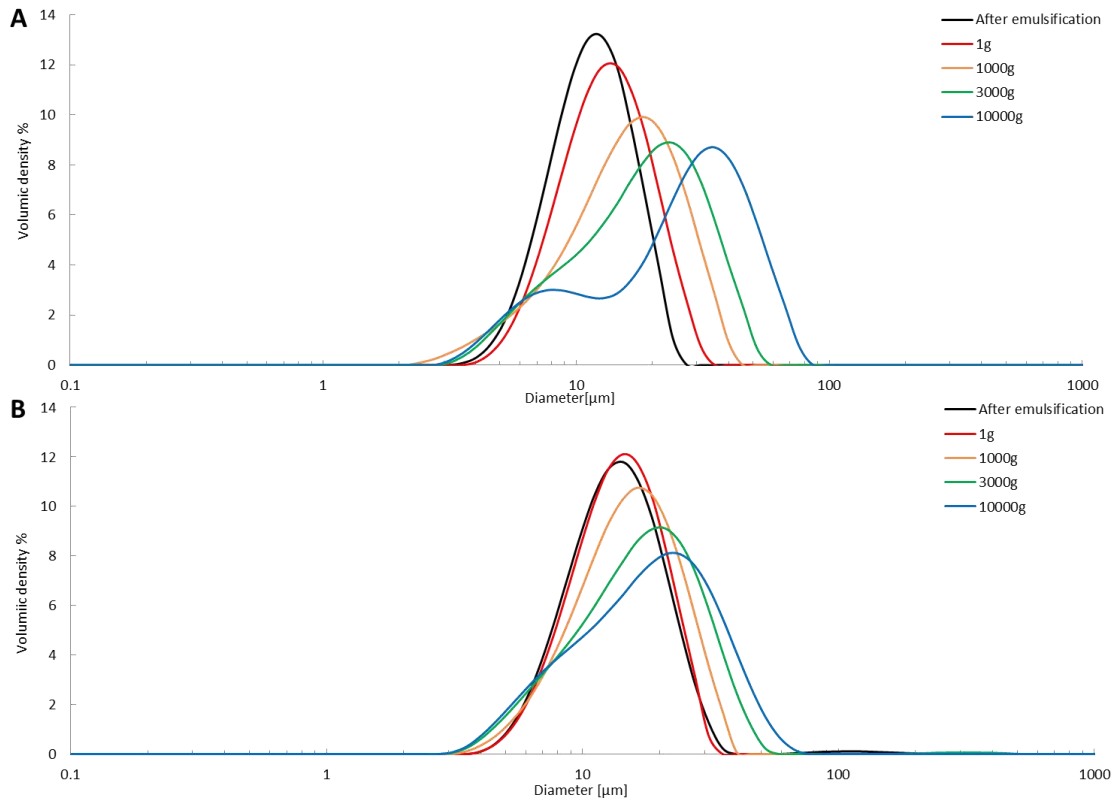 A
14
12
10
8
6
4
2
0
Volumic density %
0.1 1 10 100 1000
Diameter[µm]
After emulsification
1g
1000g
3000g
10000g
B
14
12
10
8
6
4
2
0
Volumiic density %
0.1 1 10 100 1000
Diameter [µm]
After emulsification
1g
1000g
3000g
10000g